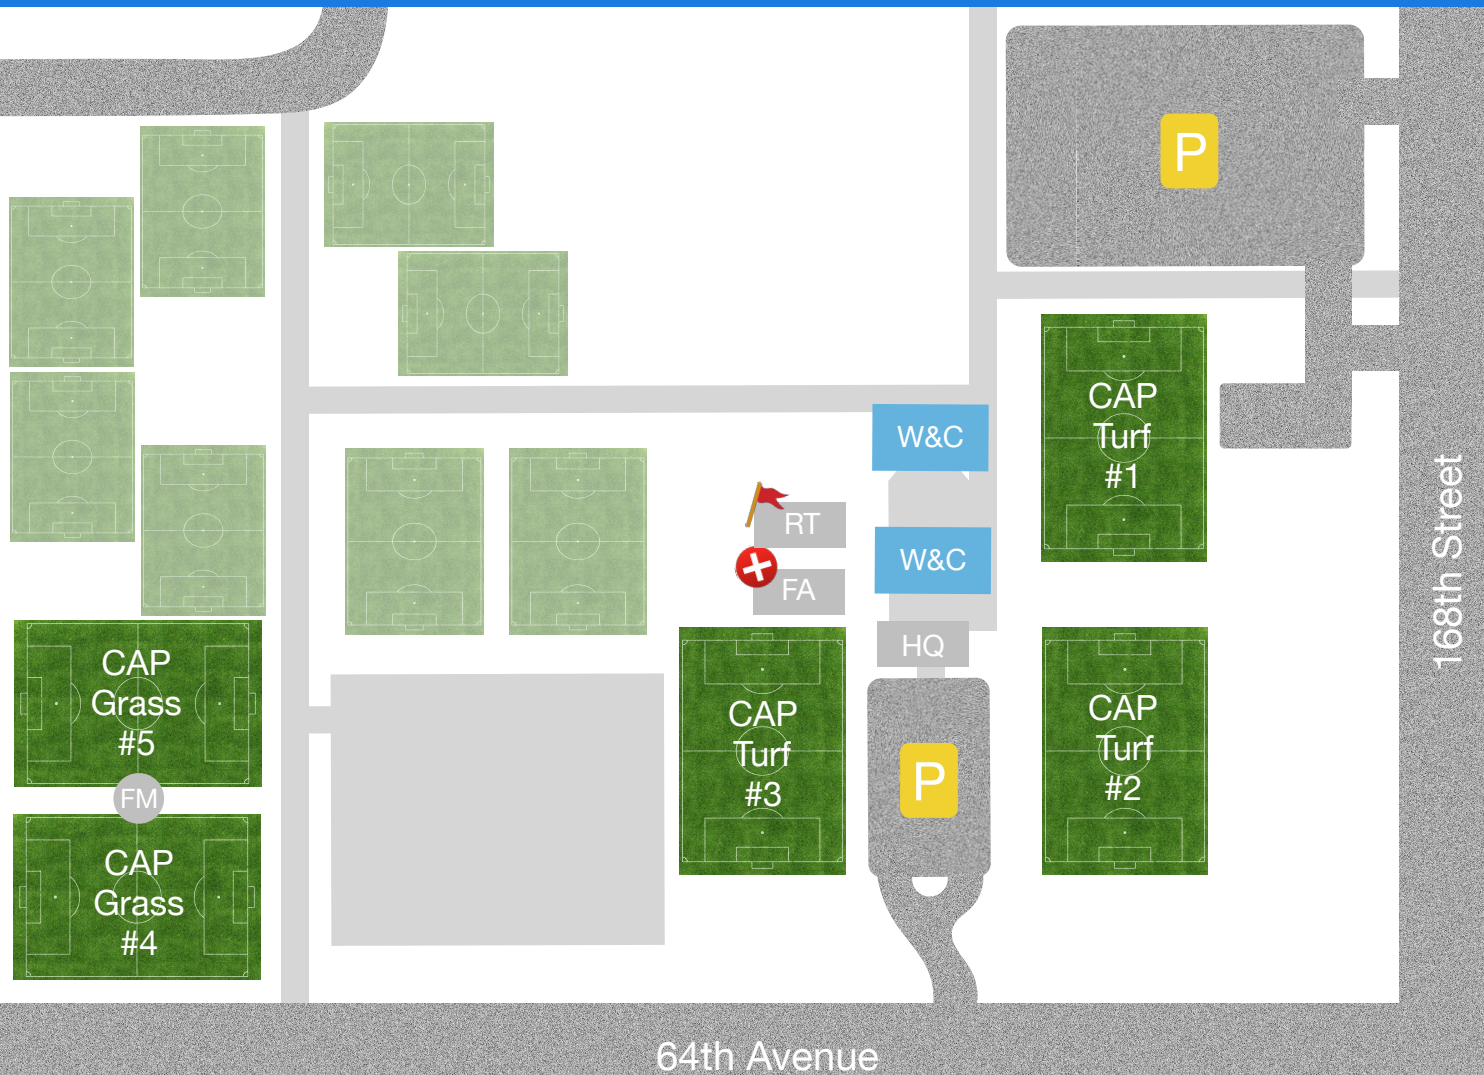 P
CAP
Turf
#1
W&C
RT
W&C
FA
168th Street
HQ
CAP
Grass
#5
FM
CAP
Turf
#3
P
CAP
Turf
#2
CAP
Grass
#4
64th Avenue